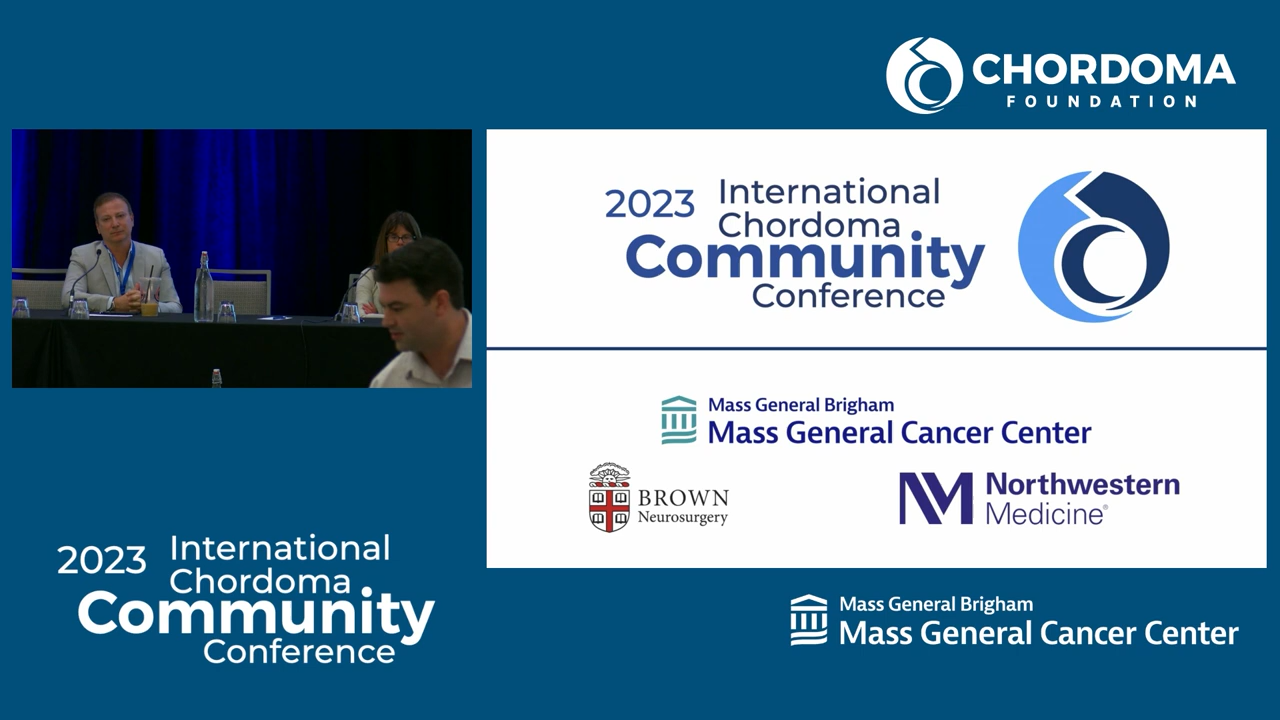 CHORDOMA
FOUNDATION
2023 International
Chordoma
Community
Conference
Mass General Brigham
Mass General Cancer Center
BROWN
Neurosurgery
NM Northwestern
Medicine®
2023 International
Chordoma
Community
Conference
Mass General Brigham
Mass General Cancer Center